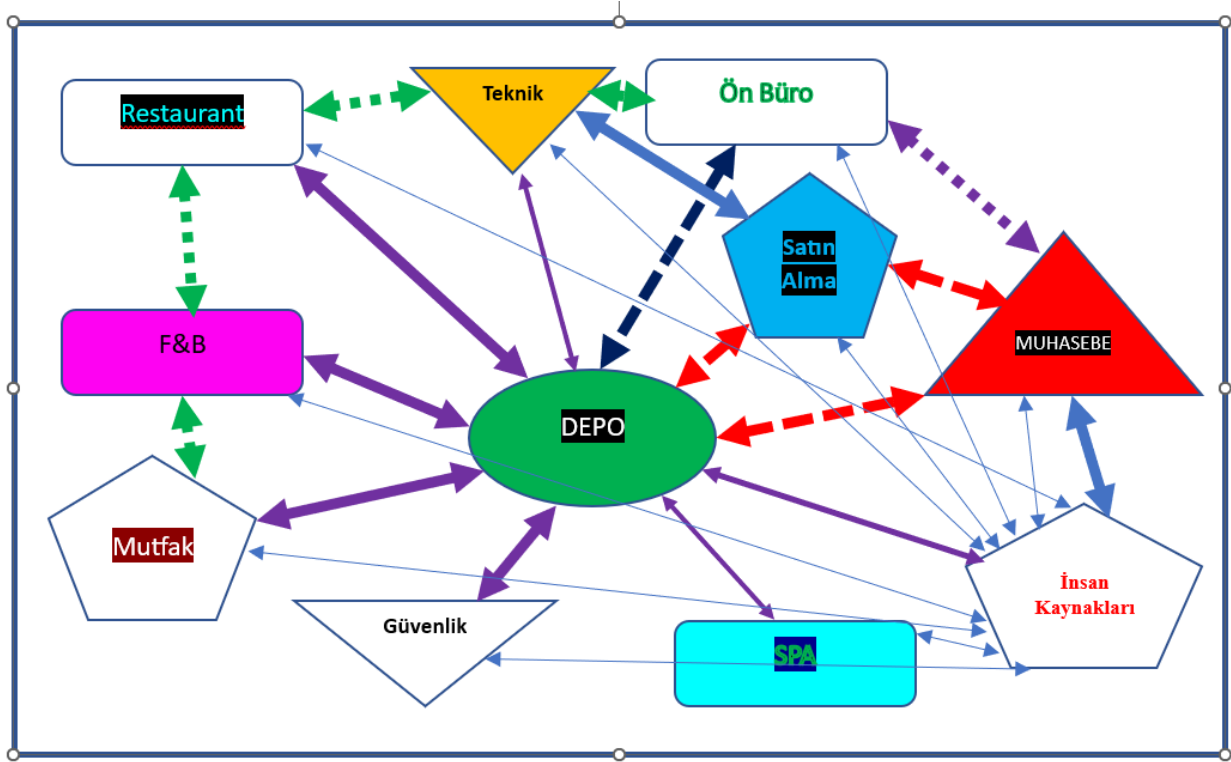 Restaurant
Teknik
Ön Büro
Satın
Alma
MUHASEBE
F&B
DEPO
Mutfak
Güvenlik
SPA
İnsan
Kaynakları